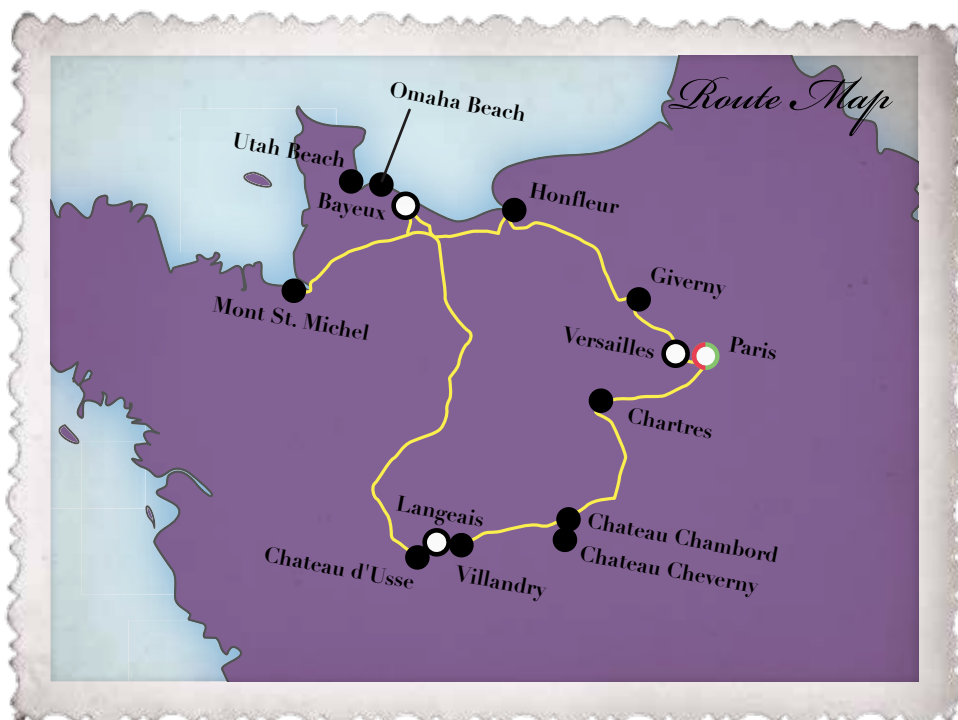 Route Map
Omaha Beach
Utah Beach
Bayeux
Honfleur
Mont St. Michel
Giverny
Versailles
Paris
Chartres
Langeais
Chateau Chambord
Chateau Cheverny
Chateau d'Usse
Villandry